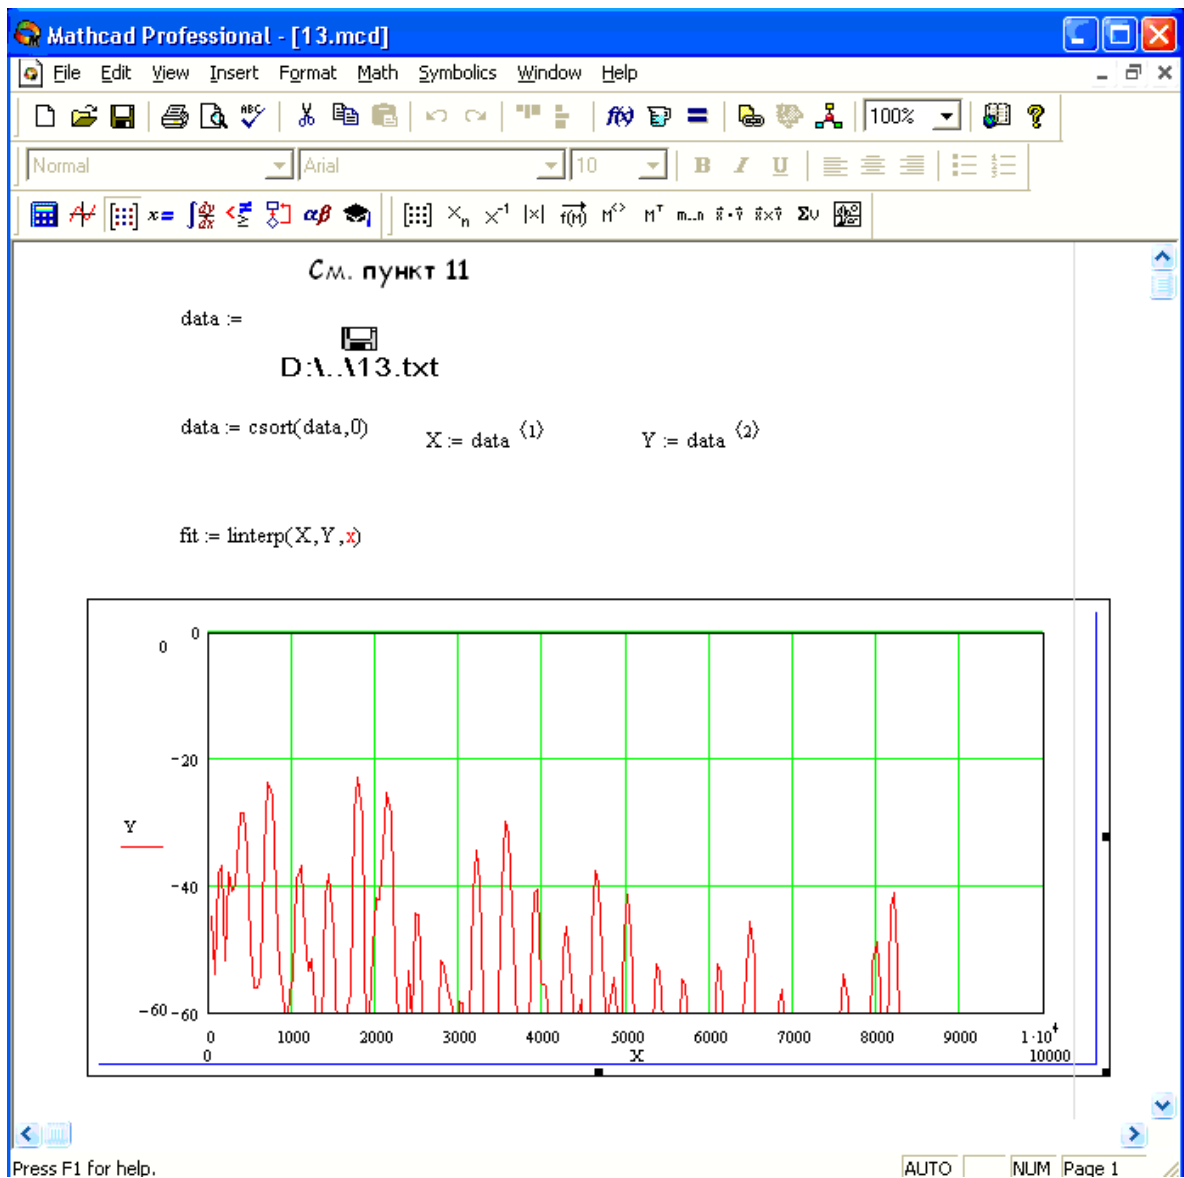 Mathcad Professional - [13.mcd]
File Edit View Insert Format Math Symbolics Window Help
100%
Normal Arial 10 B I U
См. пункт 11
data :=
D:\..\13.txt
data := csort(data,0) X := data ⟨1⟩ Y := data ⟨2⟩
fit := linterp(X,Y,x)
0 0
−20
Y
−40
−60 −60
0 1000 2000 3000 4000 5000 6000 7000 8000 9000 1·10⁴
0 X 10000
Press F1 for help. AUTO NUM Page 1